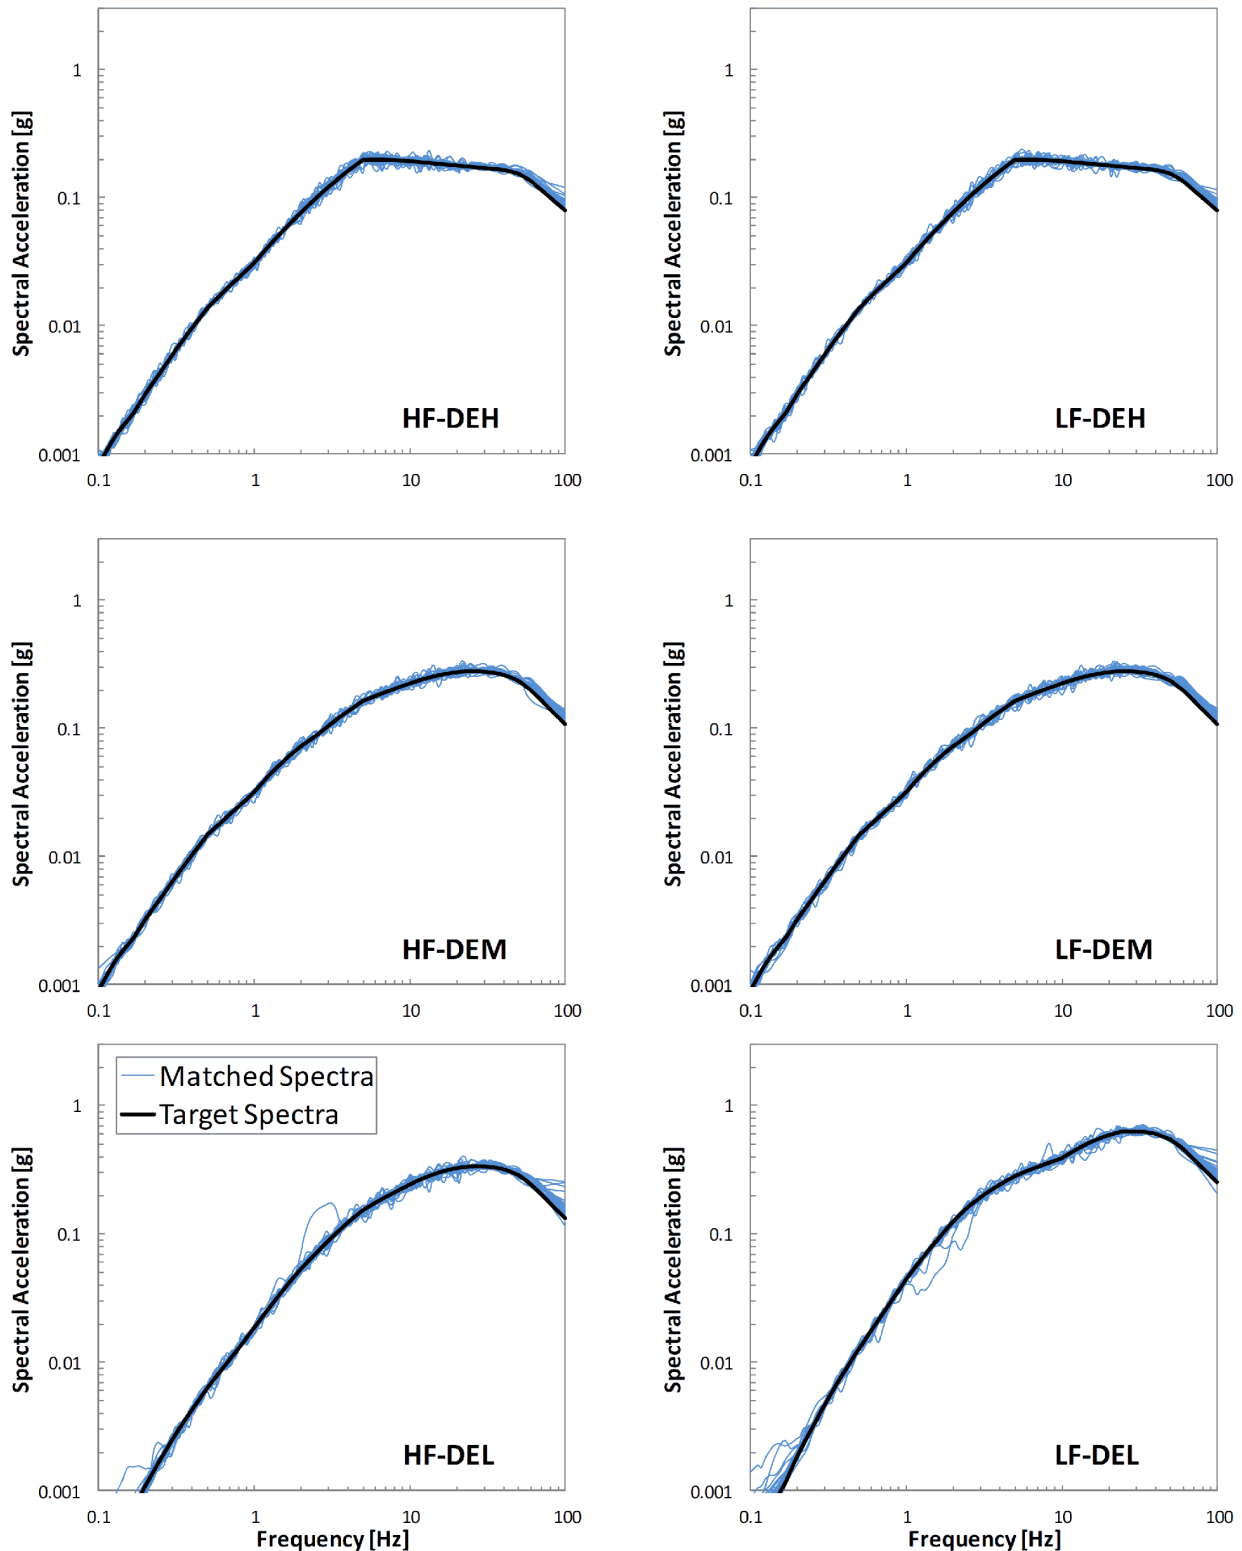 1
0.1
0.01
0.001
0.1 1 10 100
Spectral Acceleration [g]
HF-DEH
1
0.1
0.01
0.001
0.1 1 10 100
Spectral Acceleration [g]
LF-DEH
1
0.1
0.01
0.001
0.1 1 10 100
Spectral Acceleration [g]
HF-DEM
1
0.1
0.01
0.001
0.1 1 10 100
Spectral Acceleration [g]
LF-DEM
Matched Spectra
Target Spectra
1
0.1
0.01
0.001
0.1 1 10 100
Spectral Acceleration [g]
HF-DEL
Frequency [Hz]
1
0.1
0.01
0.001
0.1 1 10 100
Spectral Acceleration [g]
LF-DEL
Frequency [Hz]